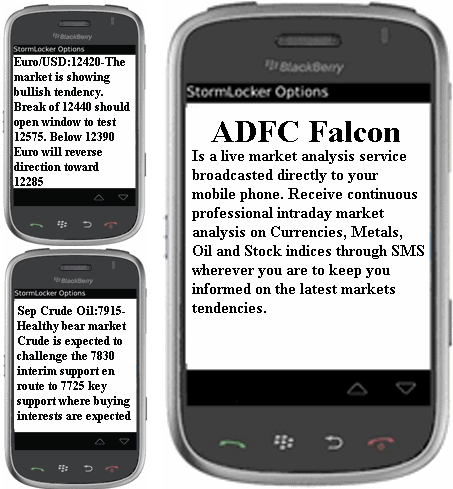 BlackBerry
StormLocker Options
Euro/USD:12420-The
market is showing
bullish tendency.
Break of 12440 should
open window to test
12575. Below 12390
Euro will reverse
direction toward
12285
BlackBerry
StormLocker Options
Sep Crude Oil:7915-
Healthy bear market
Crude is expected to
challenge the 7830
interim support en
route to 7725 key
support where buying
interests are expected
BlackBerry
StormLocker Options
ADFC Falcon
Is a live market analysis service
broadcasted directly to your
mobile phone. Receive continuous
professional intraday market
analysis on Currencies, Metals,
Oil and Stock indices through SMS
wherever you are to keep you
informed on the latest markets
tendencies.